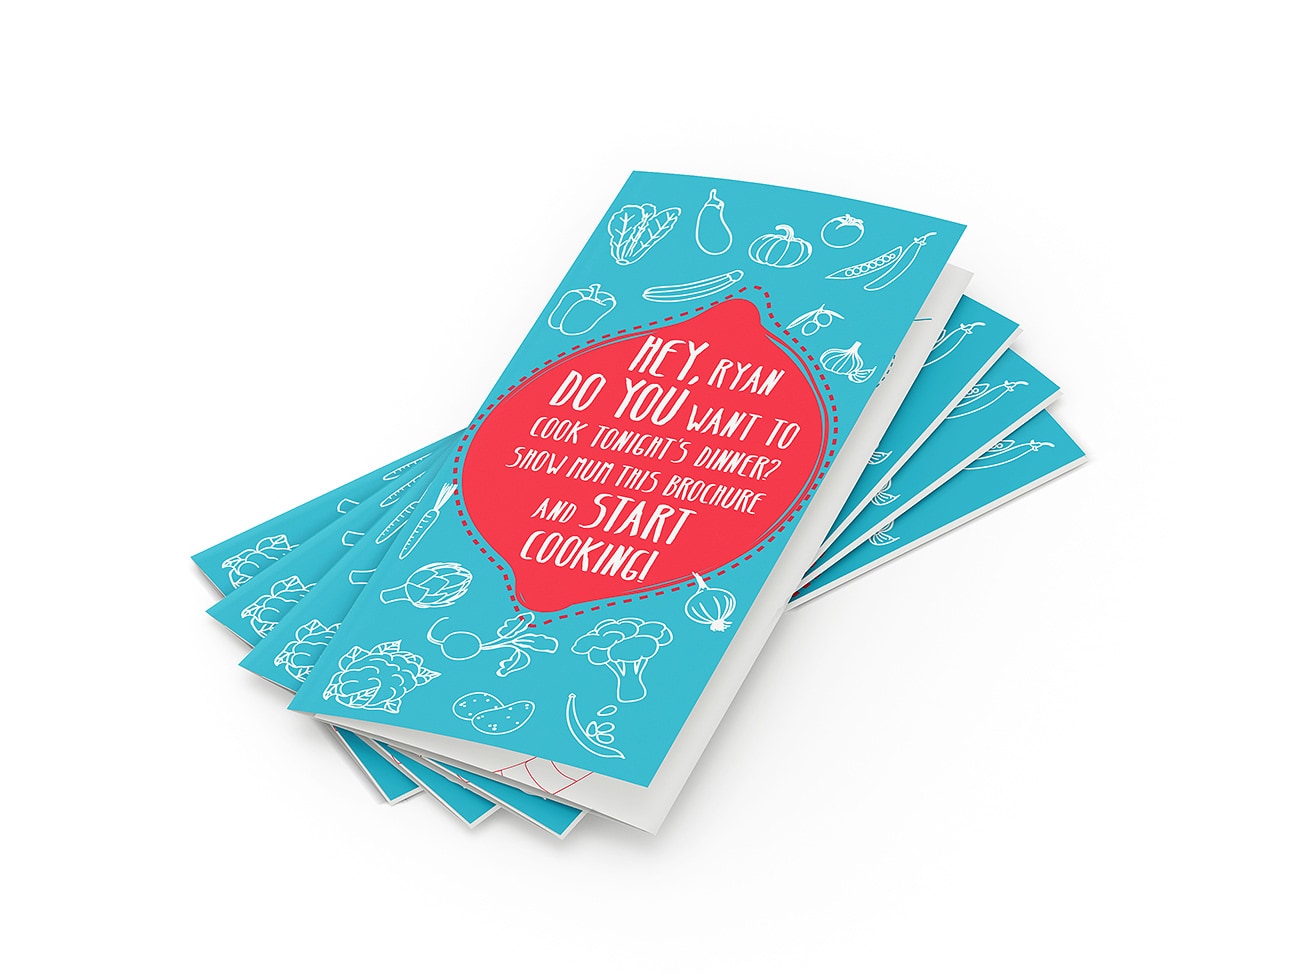 HEY, RYAN
DO YOU WANT TO
COOK TONIGHT'S DINNER?
SHOW MUM THIS BROCHURE
AND START
COOKING!